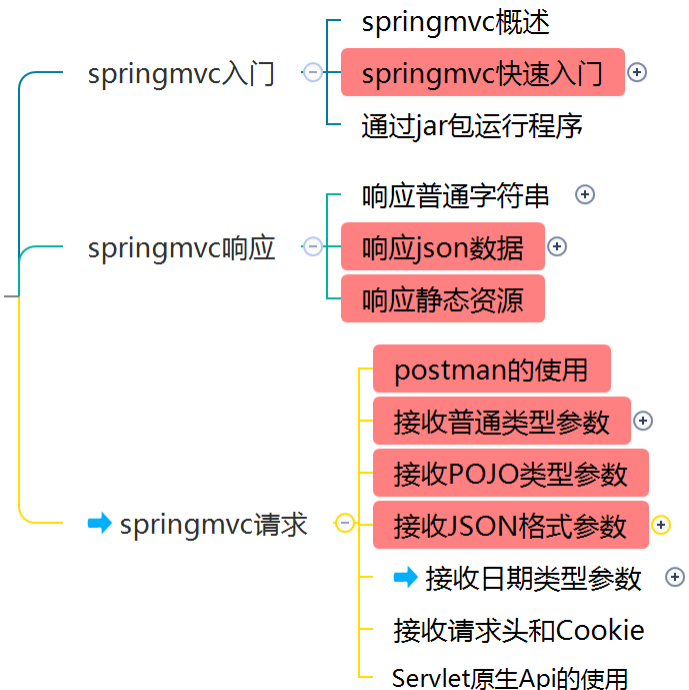 springmvc入门
springmvc概述
springmvc快速入门
通过jar包运行程序
springmvc响应
响应普通字符串
响应json数据
响应静态资源
springmvc请求
postman的使用
接收普通类型参数
接收POJO类型参数
接收JSON格式参数
接收日期类型参数
接收请求头和Cookie
Servlet原生Api的使用